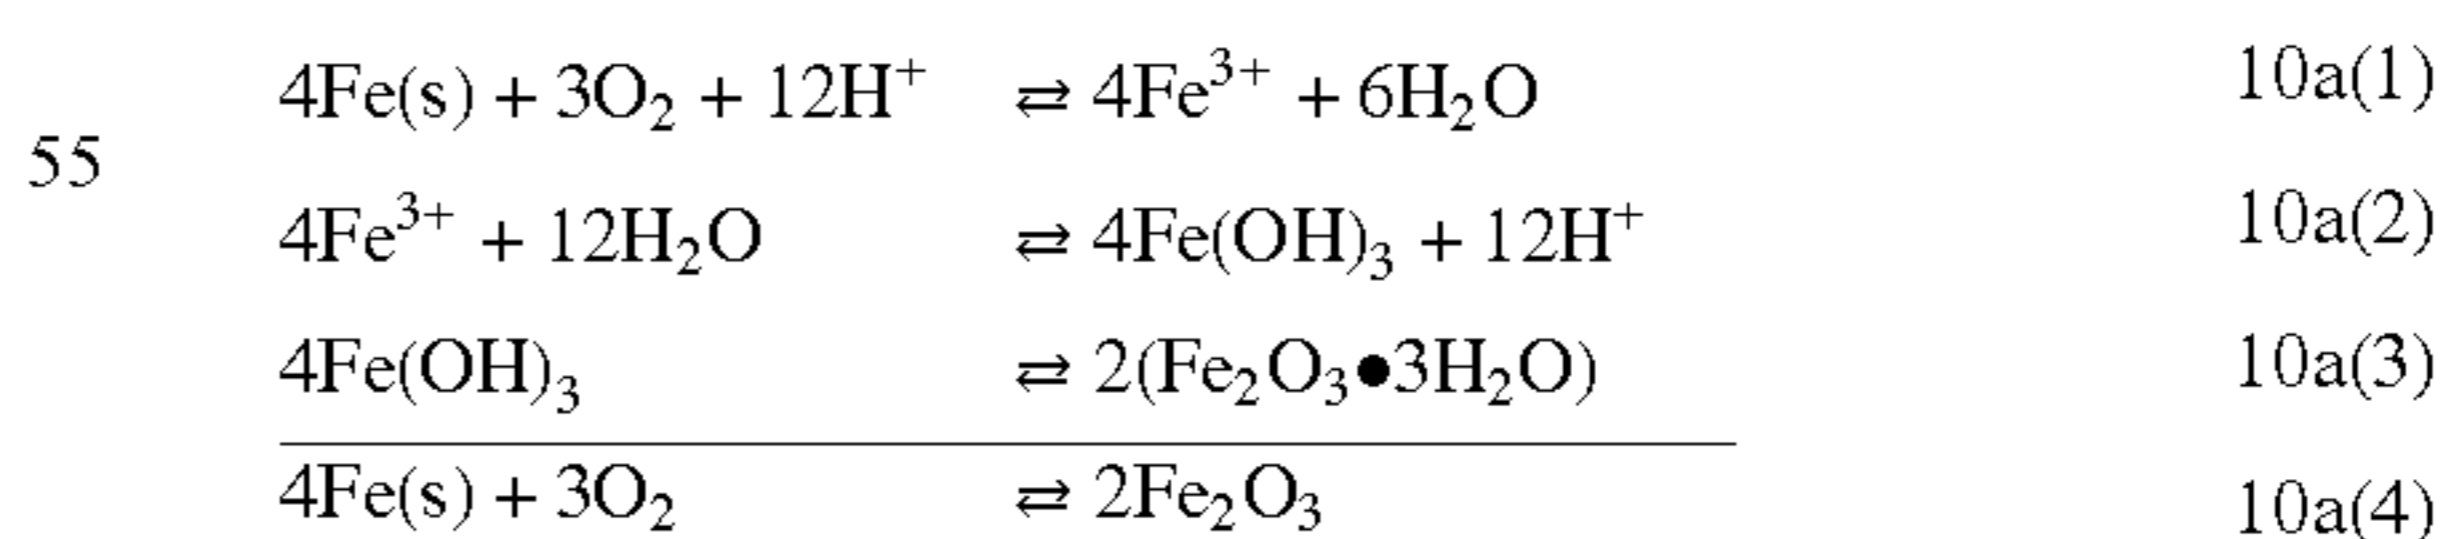 4Fe(s) + 3O₂ + 12H⁺ ⇄ 4Fe³⁺ + 6H₂O 10a(1)
55
4Fe³⁺ + 12H₂O ⇄ 4Fe(OH)₃ + 12H⁺ 10a(2)
4Fe(OH)₃ ⇄ 2(Fe₂O₃●3H₂O) 10a(3)
4Fe(s) + 3O₂ ⇄ 2Fe₂O₃ 10a(4)